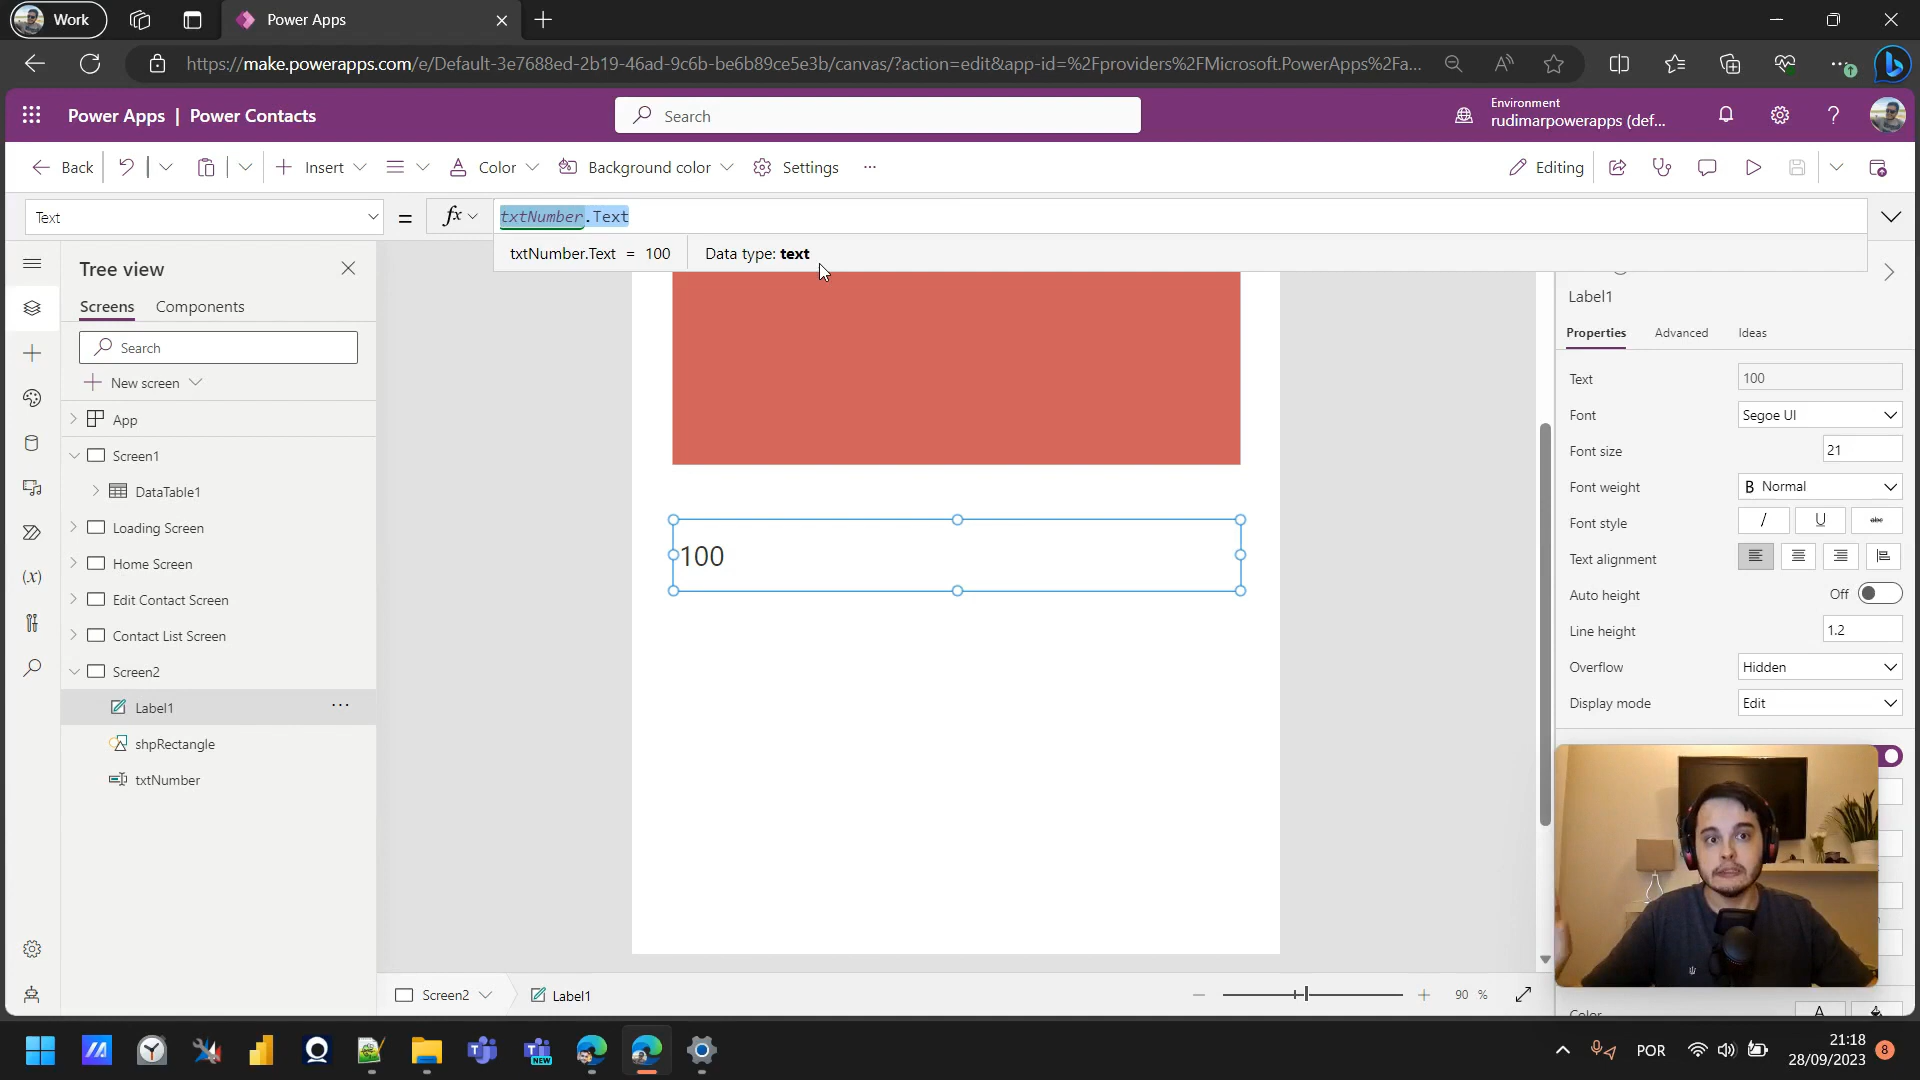 Work
Power Apps
https://make.powerapps.com/e/Default-3e7688ed-2b19-46ad-9c6b-be6b89ce5e3b/canvas/?action=edit&app-id=%2Fproviders%2FMicrosoft.PowerApps%2Fa...
Power Apps | Power Contacts
Search
Environment
rudimarpowerapps (def...
Back
Insert
Color
Background color
Settings
Editing
Text
=
fx
txtNumber.Text
txtNumber.Text = 100
Data type: text
Tree view
Screens
Components
Search
New screen
App
Screen1
DataTable1
Loading Screen
Home Screen
Edit Contact Screen
Contact List Screen
Screen2
Label1
shpRectangle
txtNumber
100
Label1
Properties
Advanced
Ideas
Text
100
Font
Segoe UI
Font size
21
Font weight
B Normal
Font style
/ U abc
Text alignment
Auto height
Off
Line height
1.2
Overflow
Hidden
Display mode
Edit
Color
A
Screen2
Label1
90 %
NEW
POR
21:18
28/09/2023
8